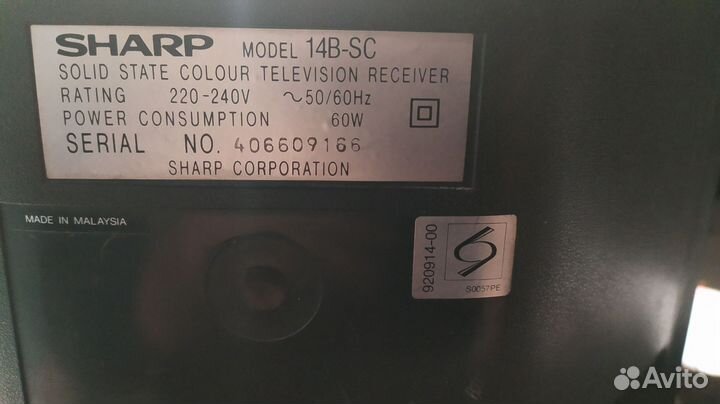 SHARP MODEL 14B-SC
SOLID STATE COLOUR TELEVISION RECEIVER
RATING 220-240V ~50/60Hz
POWER CONSUMPTION 60W
SERIAL NO. 406609166
SHARP CORPORATION
MADE IN MALAYSIA
920914-00
S0057PE
Avito